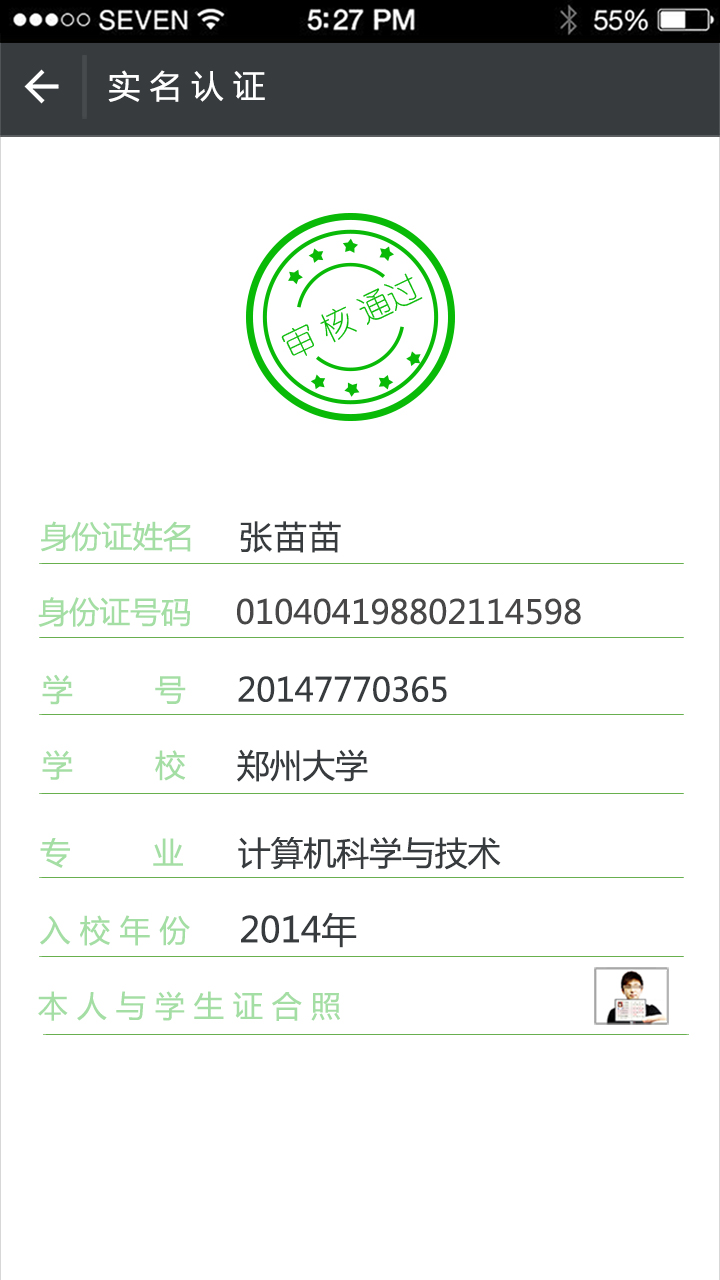 SEVEN 5:27 PM 55%
实名认证
审核通过
身份证姓名 张苗苗
身份证号码 010404198802114598
学号 20147770365
学校 郑州大学
专业 计算机科学与技术
入校年份 2014年
本人与学生证合照